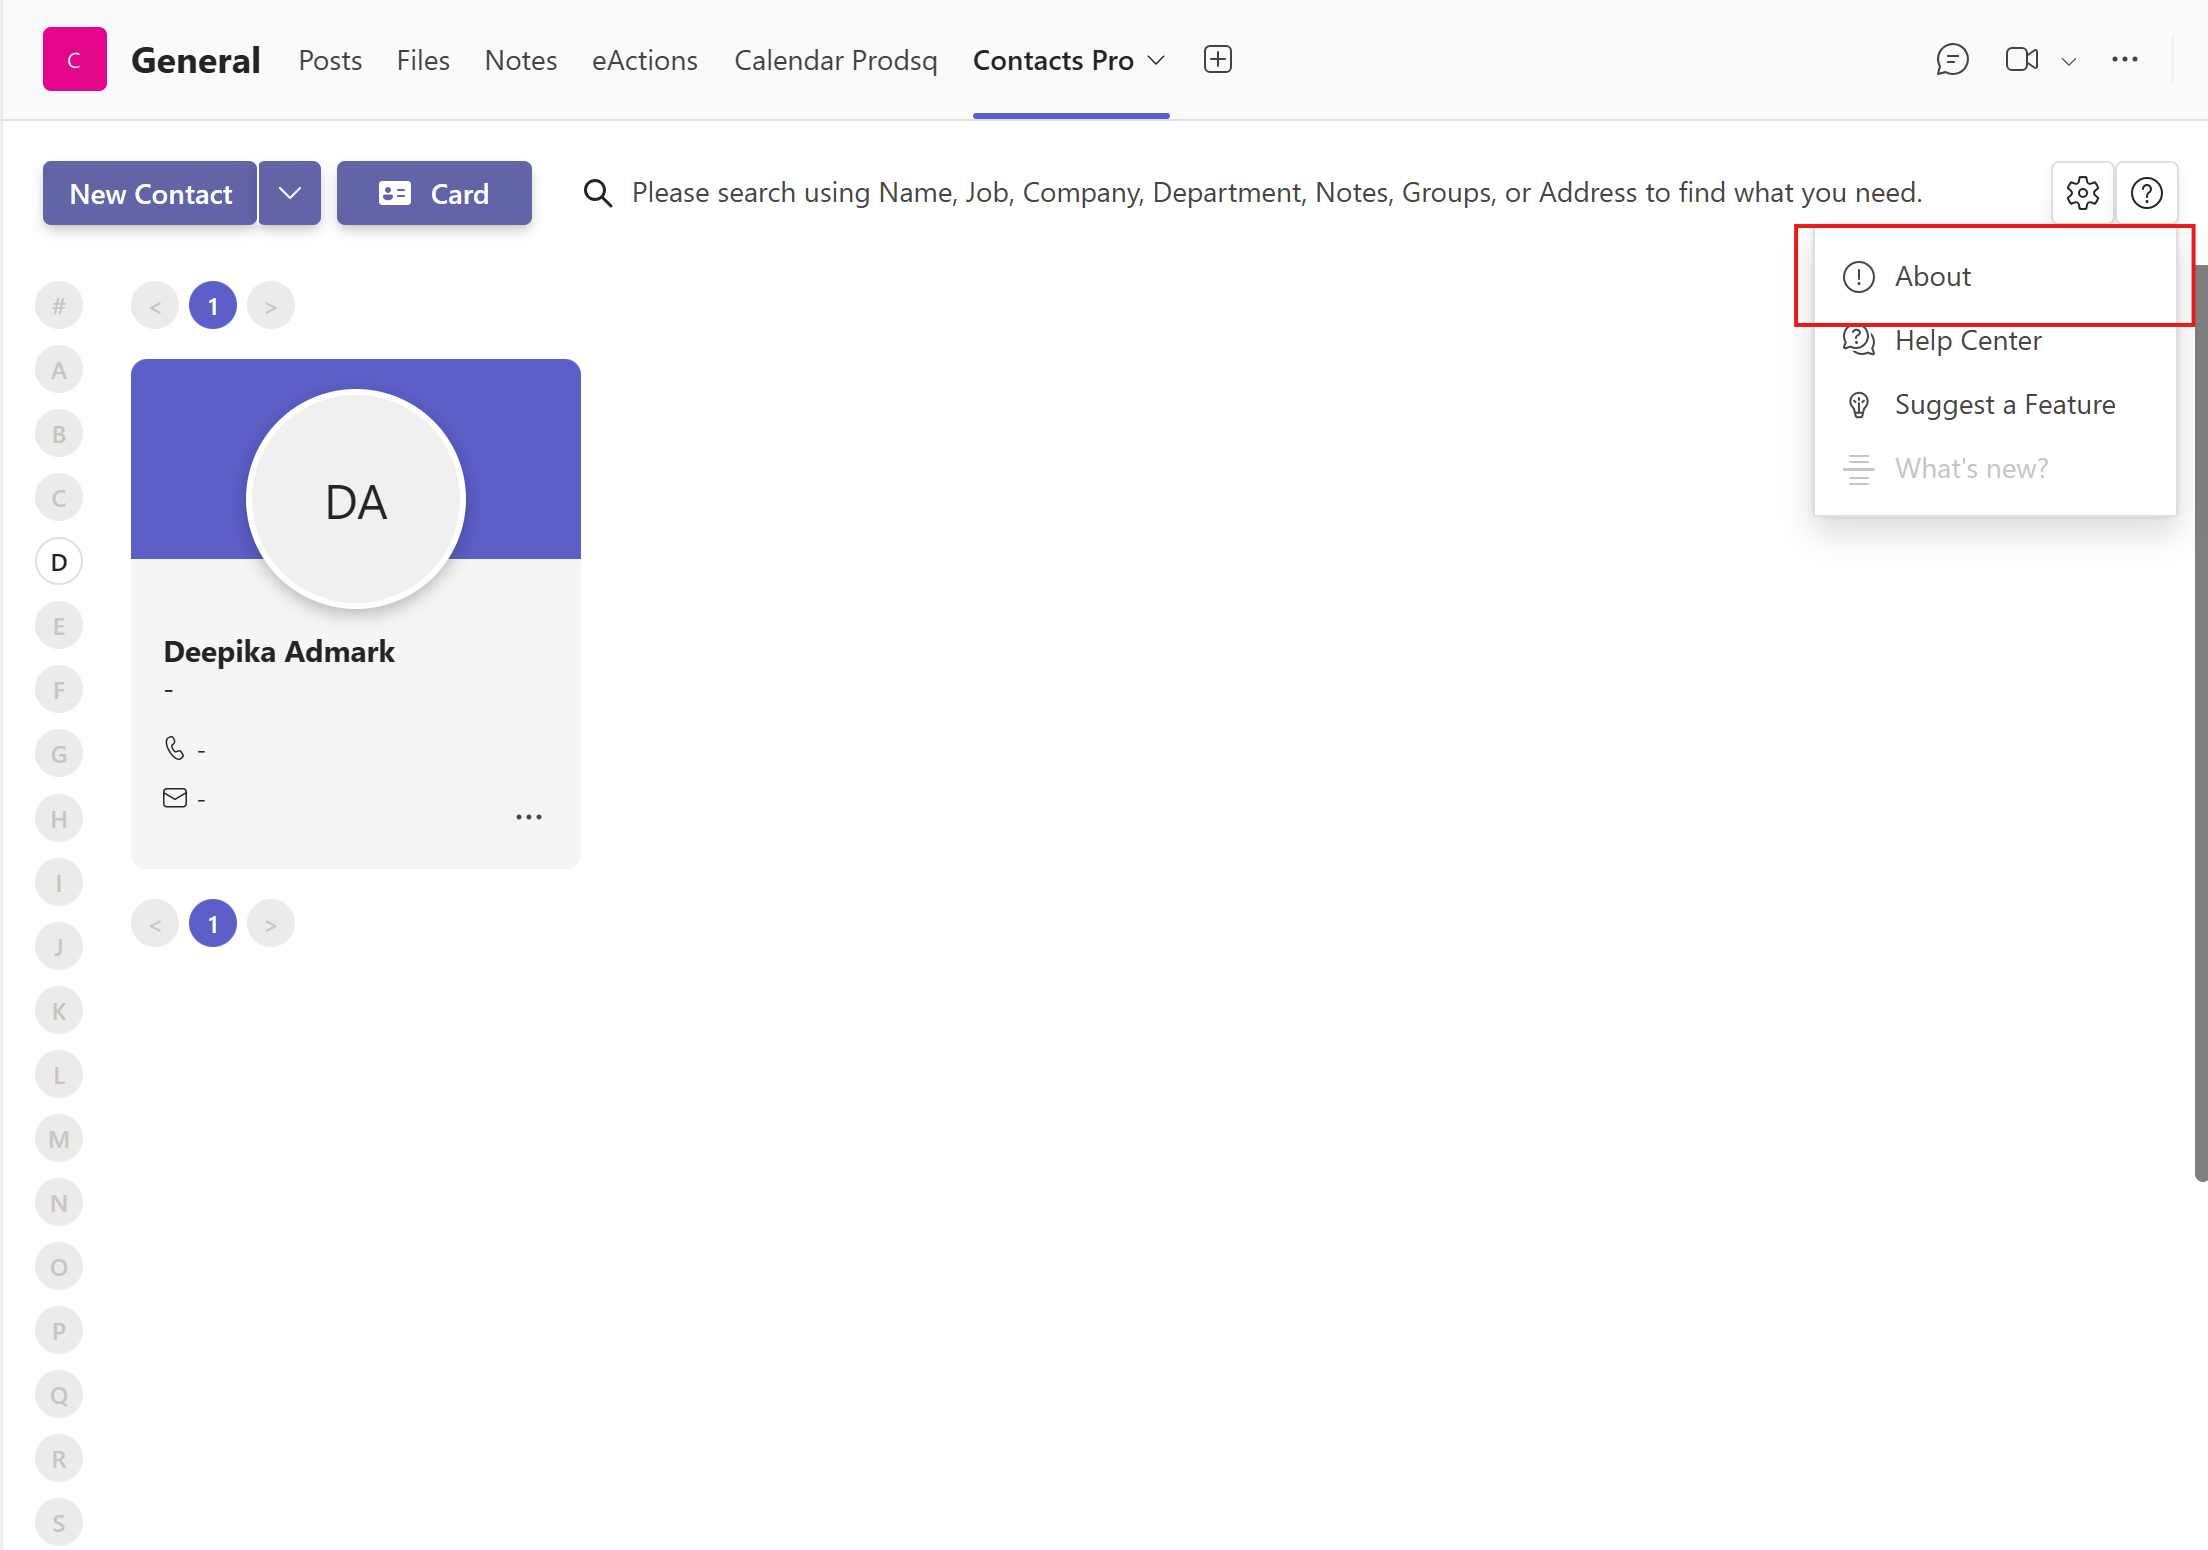 C General Posts Files Notes eActions Calendar Prodsq Contacts Pro
New Contact Card Please search using Name, Job, Company, Department, Notes, Groups, or Address to find what you need.
About
Help Center
Suggest a Feature
What's new?
#
A
B
C
D
E
F
G
H
I
J
K
L
M
N
O
P
Q
R
S
< 1 >
DA
Deepika Admark
-
-
-
< 1 >